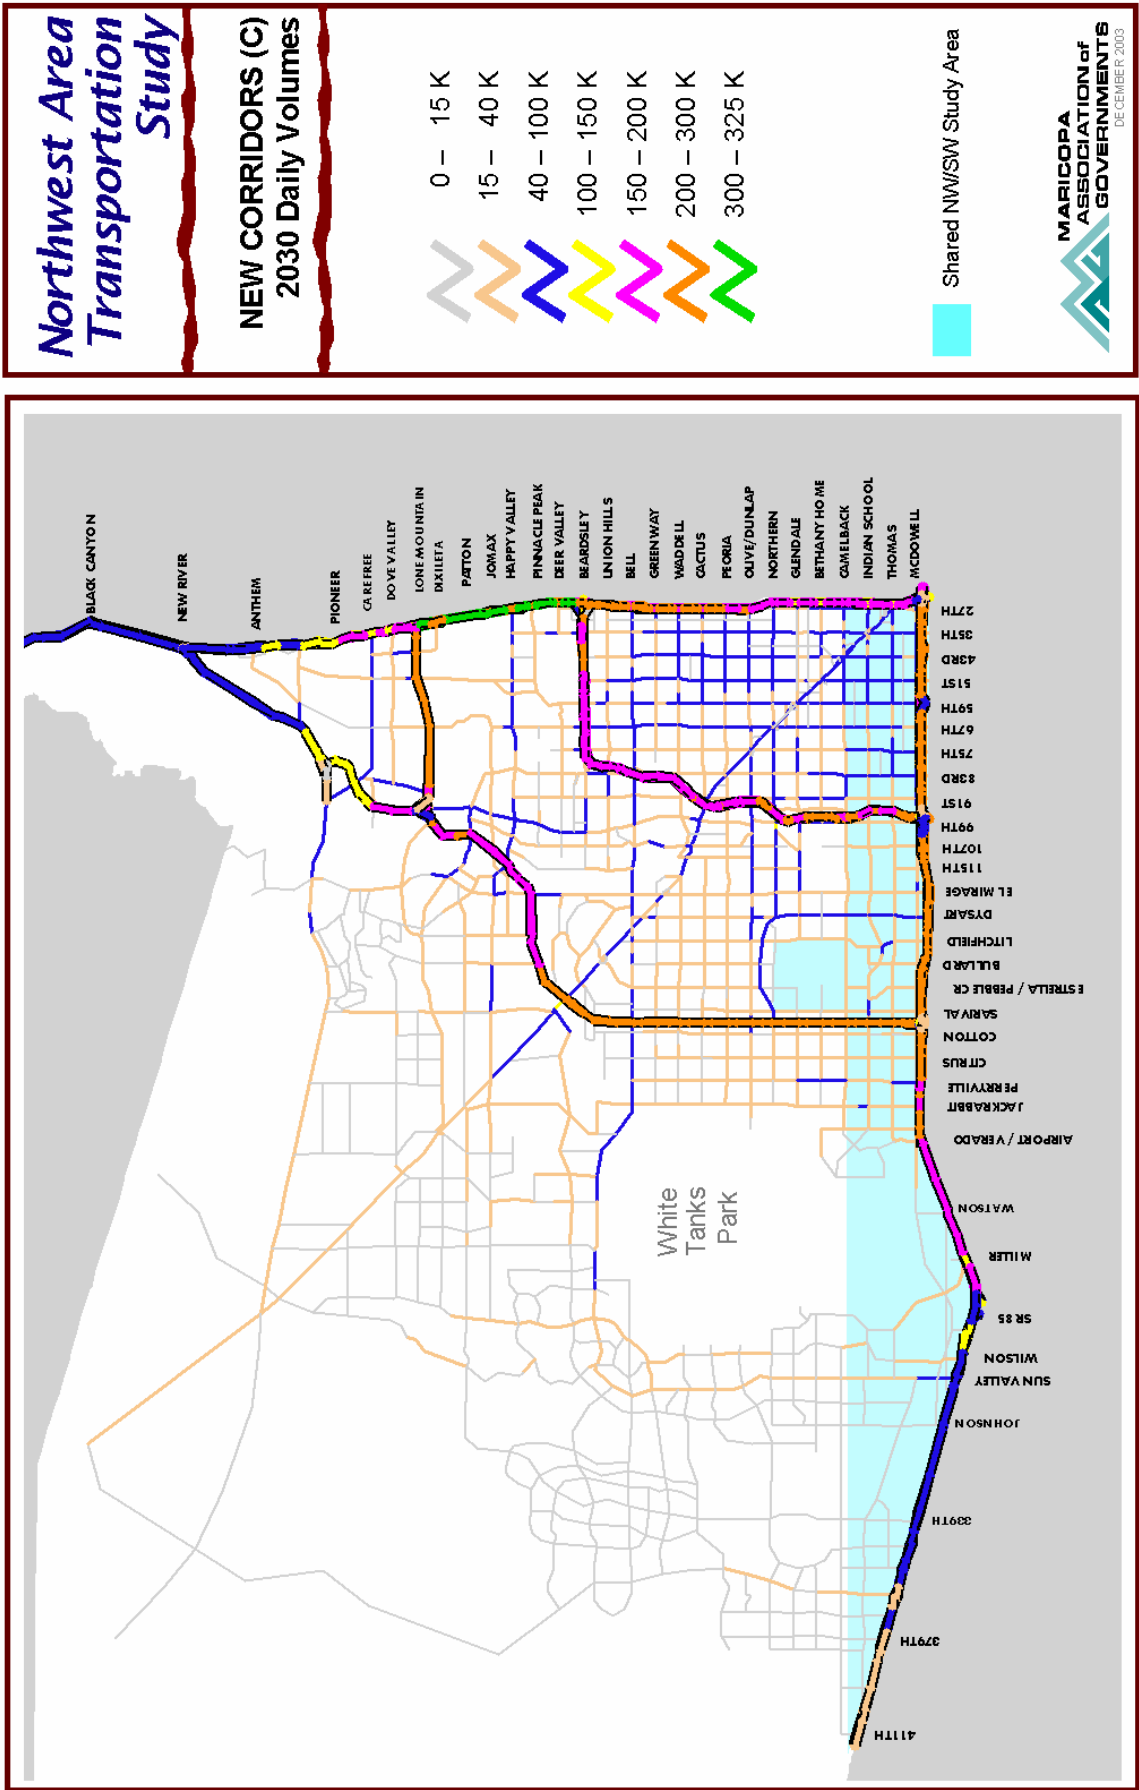 Northwest Area
Transportation
Study
NEW CORRIDORS (C)
2030 Daily Volumes
0 – 15 K
15 – 40 K
40 – 100 K
100 – 150 K
150 – 200 K
200 – 300 K
300 – 325 K
Shared NW/SW Study Area
MARICOPA
ASSOCIATION of
GOVERNMENTS
DECEMBER 2003
BLACK CANYON
NEW RIVER
ANTHEM
PIONEER
CAREFREE
DOVE VALLEY
LONE MOUNTAIN
DIXILETA
PATTON
JOMAX
HAPPY VALLEY
PINNACLE PEAK
DEER VALLEY
BEARDSLEY
UNION HILLS
BELL
GREENWAY
WADDELL
CACTUS
PEORIA
OLIVE/DUNLAP
NORTHERN
GLENDALE
BETHANY HOME
CAMELBACK
INDIAN SCHOOL
THOMAS
MCDOWELL
27TH
35TH
43RD
51ST
59TH
67TH
75TH
83RD
91ST
99TH
107TH
115TH
EL MIRAGE
DYSART
LITCHFIELD
BULLARD
ESTRELLA / PEBBLE CR
SARIVAL
COTTON
CITRUS
PERRYVILLE
JACKRABBIT
AIRPORT / VERADO
WATSON
MILLER
SR 85
WILSON
SUN VALLEY
JOHNSON
339TH
379TH
411TH
White
Tanks
Park